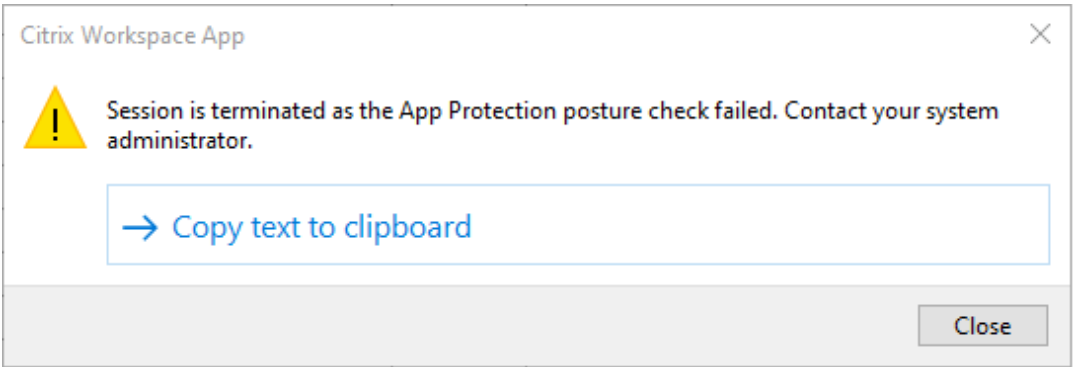 Citrix Workspace App
Session is terminated as the App Protection posture check failed. Contact your system
administrator.
→ Copy text to clipboard
Close